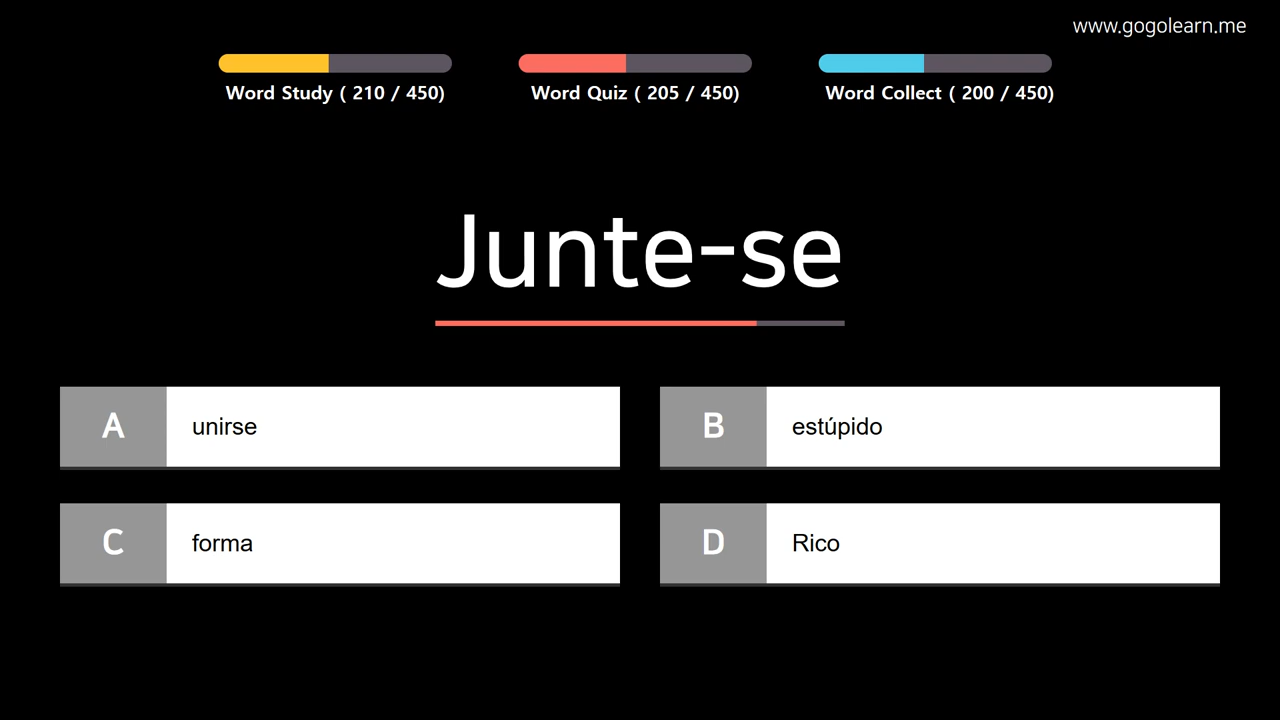 www.gogolearn.me
Word Study ( 210 / 450)
Word Quiz ( 205 / 450)
Word Collect ( 200 / 450)
Junte-se
A unirse
B estúpido
C forma
D Rico